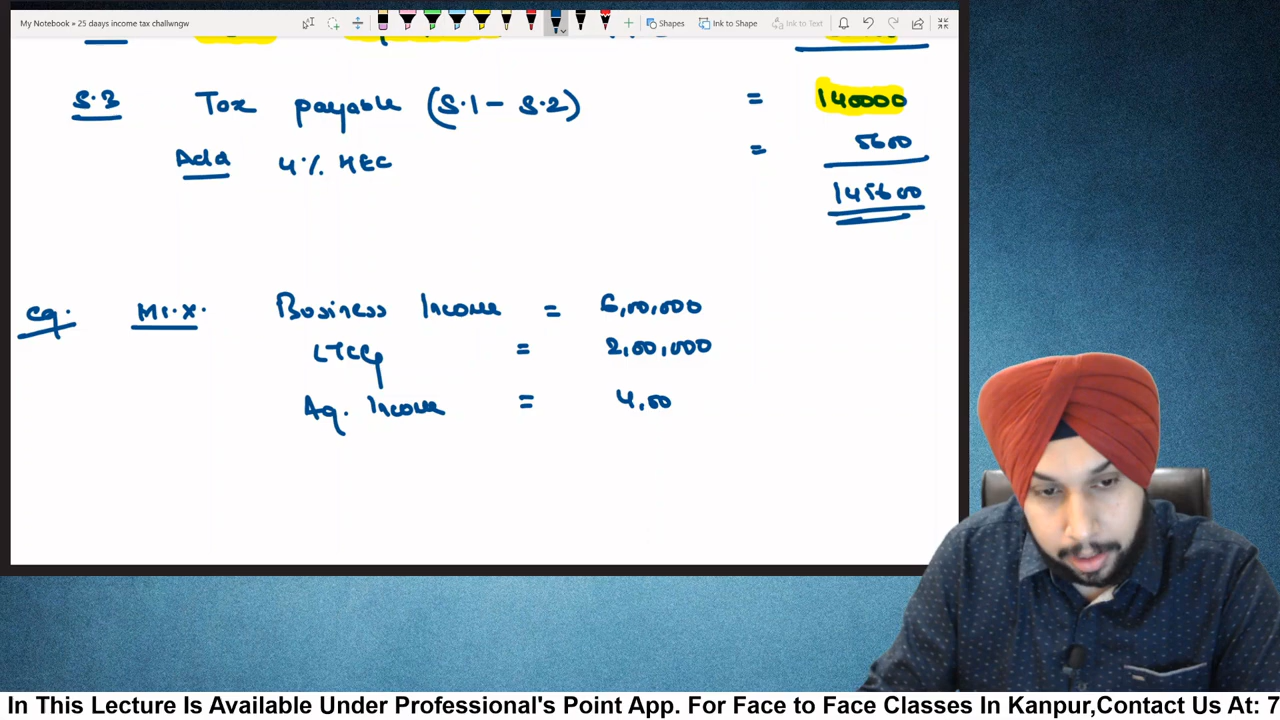 My Notebook » 25 daays income tax challwngw
Shapes Ink to Shape Ink to Text
S.3 Tax payable (S.1 - S.2) = 140000
Add 4% HEC = 5600
145600
eg. Mr.X. Business Income = 6,00,000
LTCG = 2,00,000
Ag. Income = 4,00
In This Lecture Is Available Under Professional's Point App. For Face to Face Classes In Kanpur,Contact Us At: 7